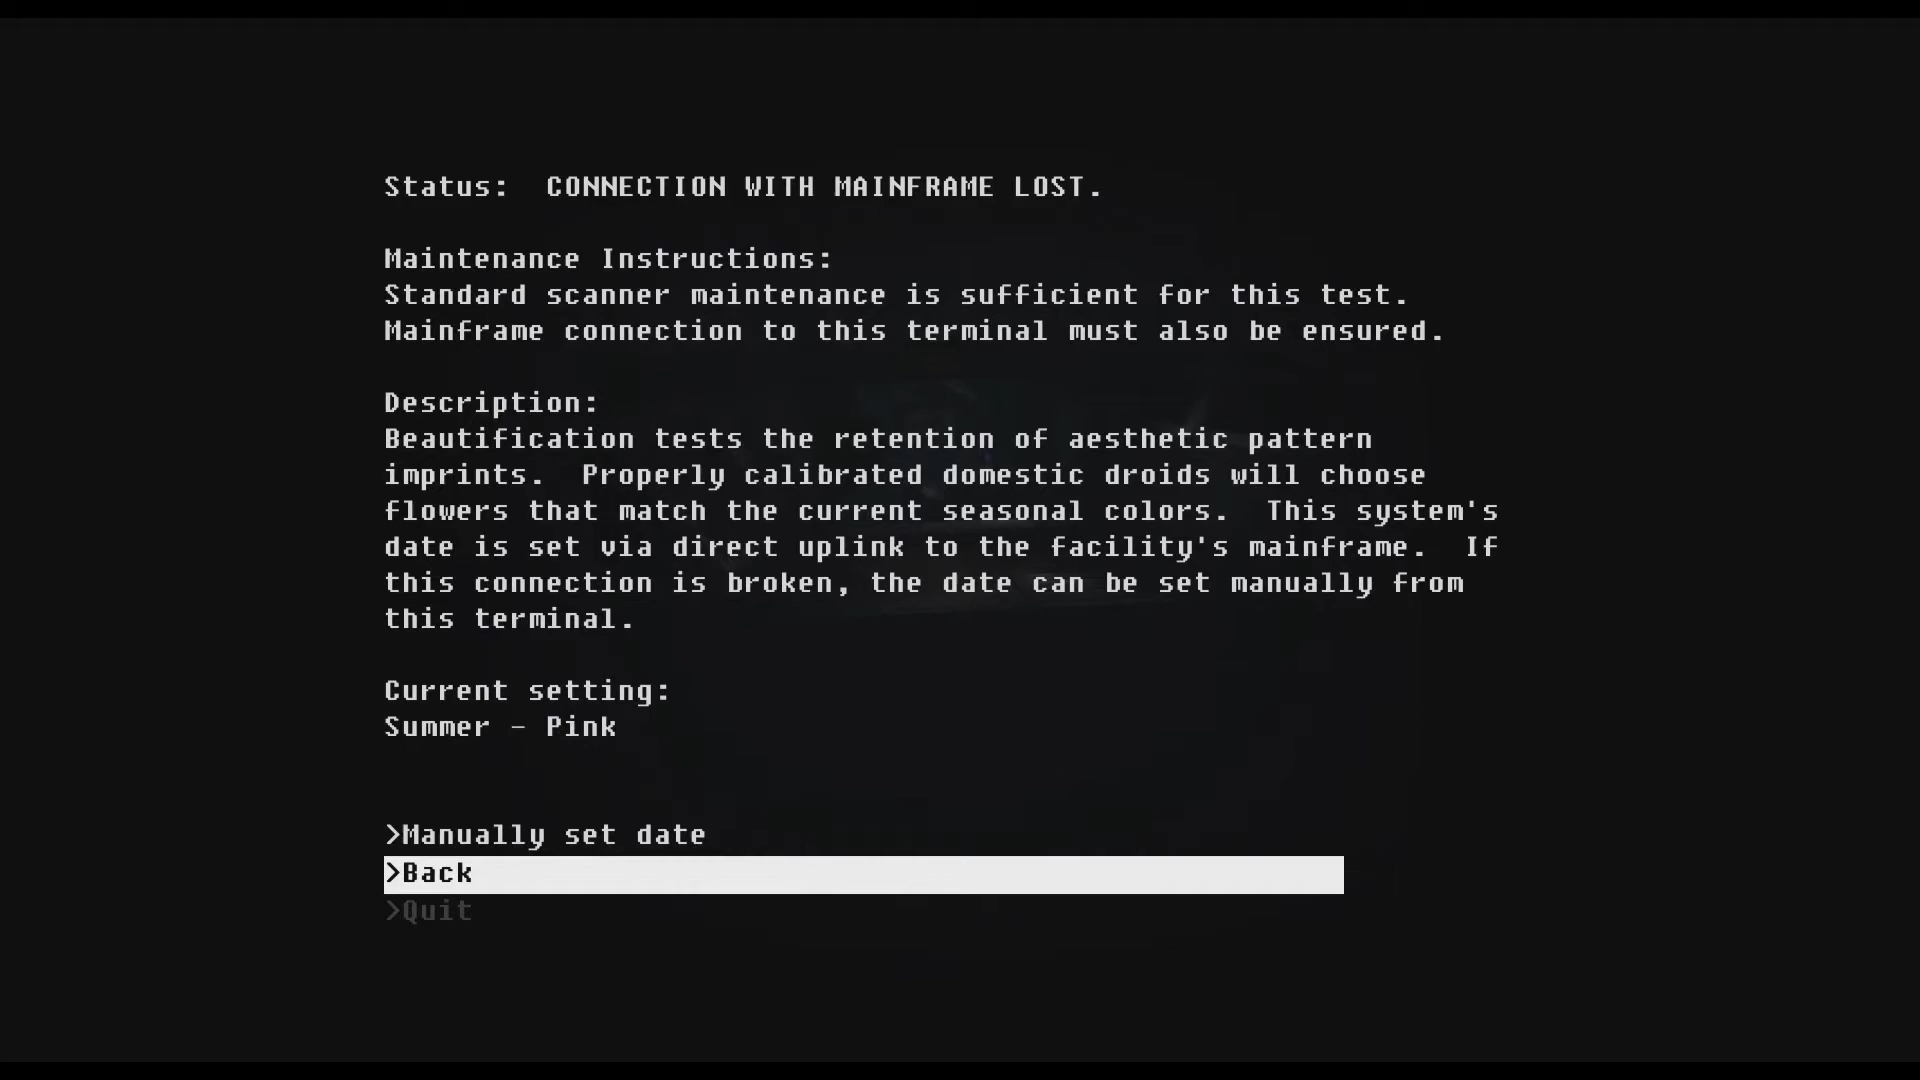 Status:  CONNECTION WITH MAINFRAME LOST.
Maintenance Instructions:
Standard scanner maintenance is sufficient for this test.
Mainframe connection to this terminal must also be ensured.
Description:
Beautification tests the retention of aesthetic pattern
imprints.  Properly calibrated domestic droids will choose
flowers that match the current seasonal colors.  This system's
date is set via direct uplink to the facility's mainframe.  If
this connection is broken, the date can be set manually from
this terminal.
Current setting:
Summer – Pink
>Manually set date
>Back
>Quit